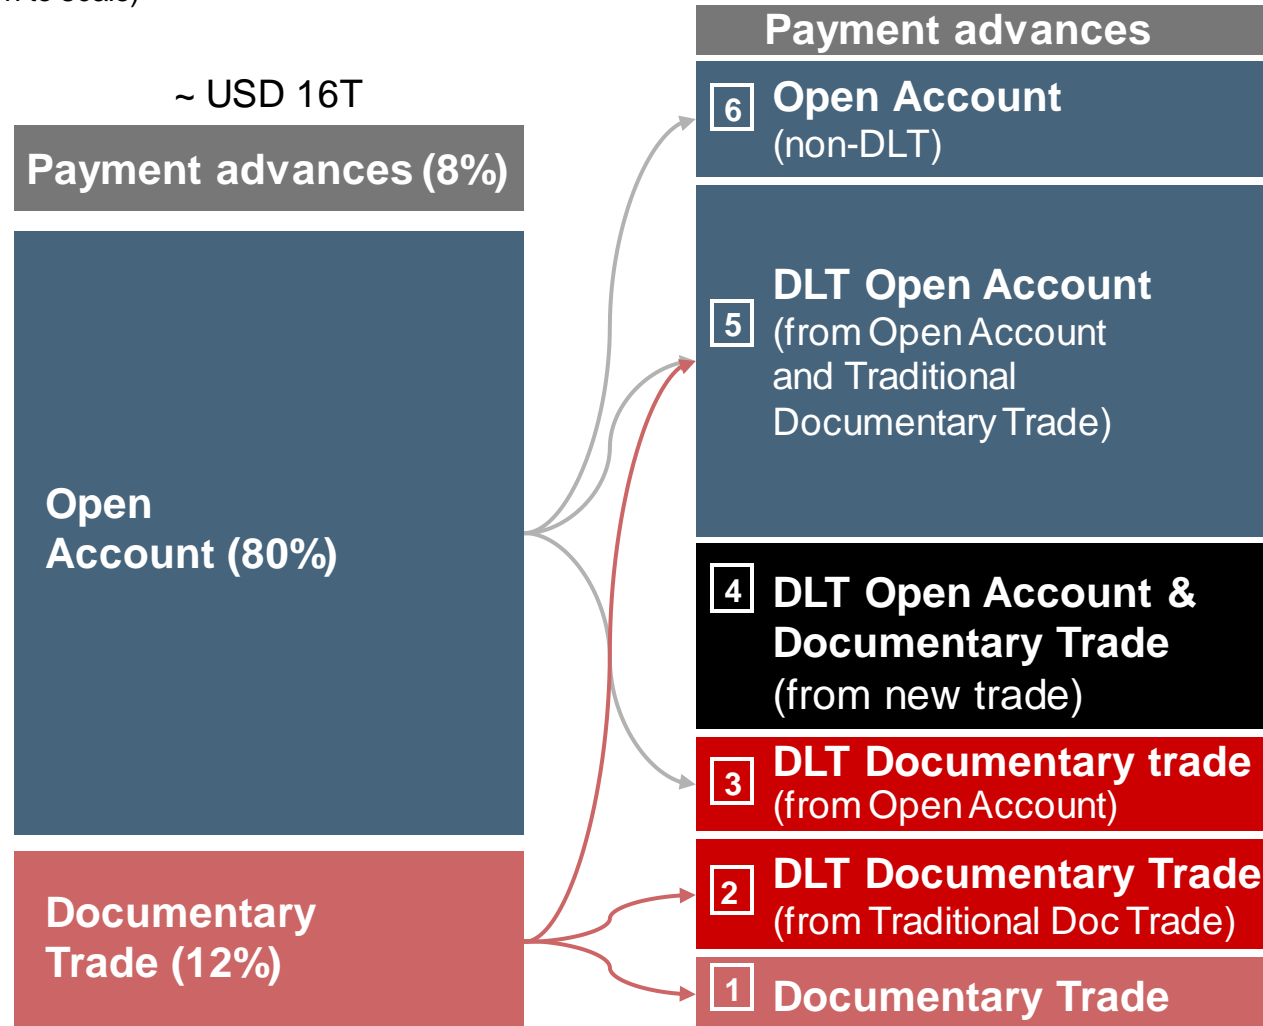 to scale)
~ USD 16T
Payment advances (8%)
Open
Account (80%)
Documentary
Trade (12%)
Payment advances
6 Open Account
(non-DLT)
5 DLT Open Account
(from Open Account
and Traditional
Documentary Trade)
4 DLT Open Account &
Documentary Trade
(from new trade)
3 DLT Documentary trade
(from Open Account)
2 DLT Documentary Trade
(from Traditional Doc Trade)
1 Documentary Trade